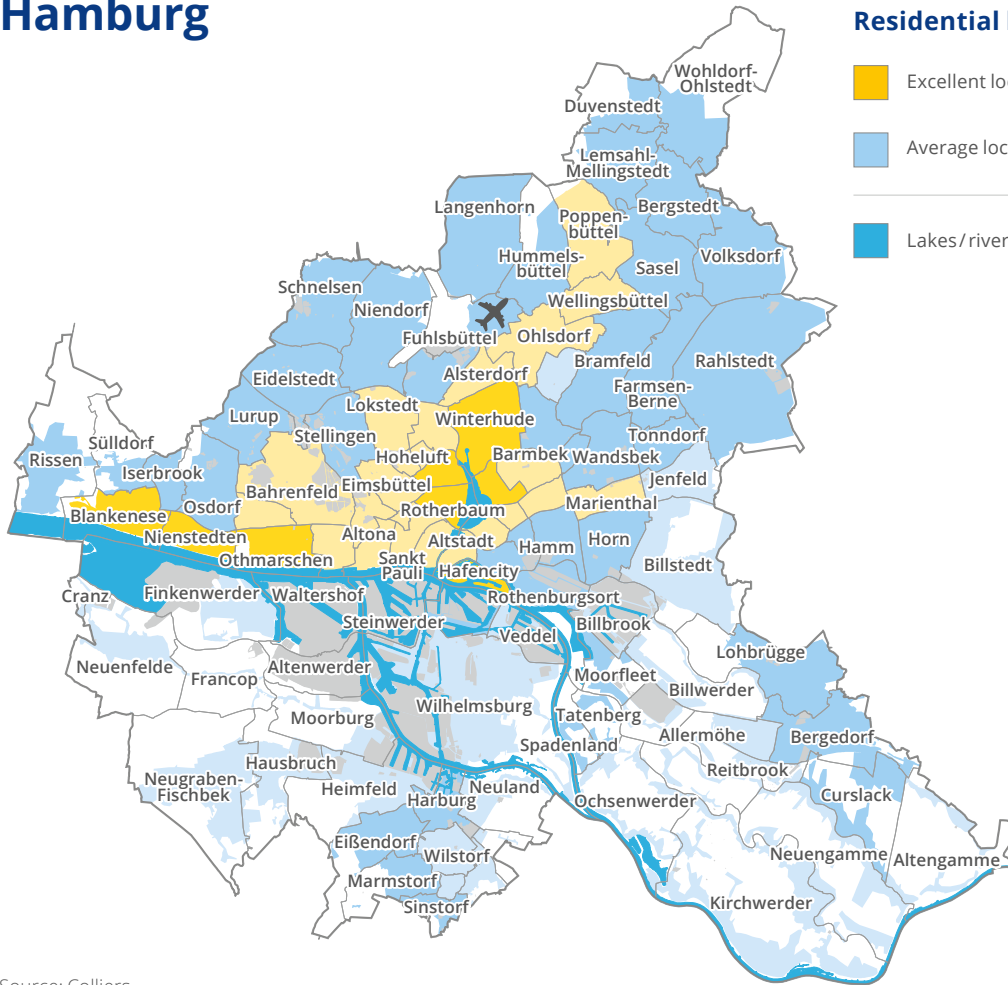 Hamburg
Residential
Excellent
Average
Lakes/river
Wohldorf-
Ohlstedt
Duvenstedt
Lemsahl-
Mellingstedt
Bergstedt
Langenhorn
Poppen-
büttel
Hummels-
büttel
Sasel
Volksdorf
Schnelsen
Niendorf
Wellingsbüttel
Fuhlsbüttel
Ohlsdorf
Bramfeld
Rahlstedt
Eidelstedt
Alsterdorf
Farmsen-
Berne
Lokstedt
Lurup
Winterhude
Stellingen
Tonndorf
Sülldorf
Rissen
Iserbrook
Hoheluft
Barmbek
Wandsbek
Bahrenfeld
Eimsbüttel
Jenfeld
Osdorf
Marienthal
Blankenese
Rotherbaum
Nienstedten
Altona
Altstadt
Hamm
Horn
Othmarschen
Sankt
Pauli
Hafencity
Billstedt
Cranz
Finkenwerder
Waltershof
Rothenburgsort
Steinwerder
Veddel
Billbrook
Neuenfelde
Francop
Altenwerder
Lohbrügge
Moorfleet
Billwerder
Moorburg
Wilhelmsburg
Tatenberg
Allermöhe
Bergedorf
Spadenland
Hausbruch
Reitbrook
Neugraben-
Fischbek
Heimfeld
Harburg
Neuland
Ochsenwerder
Curslack
Eißendorf
Wilstorf
Neuengamme
Altengamme
Marmstorf
Kirchwerder
Sinstorf
Source: Colliers